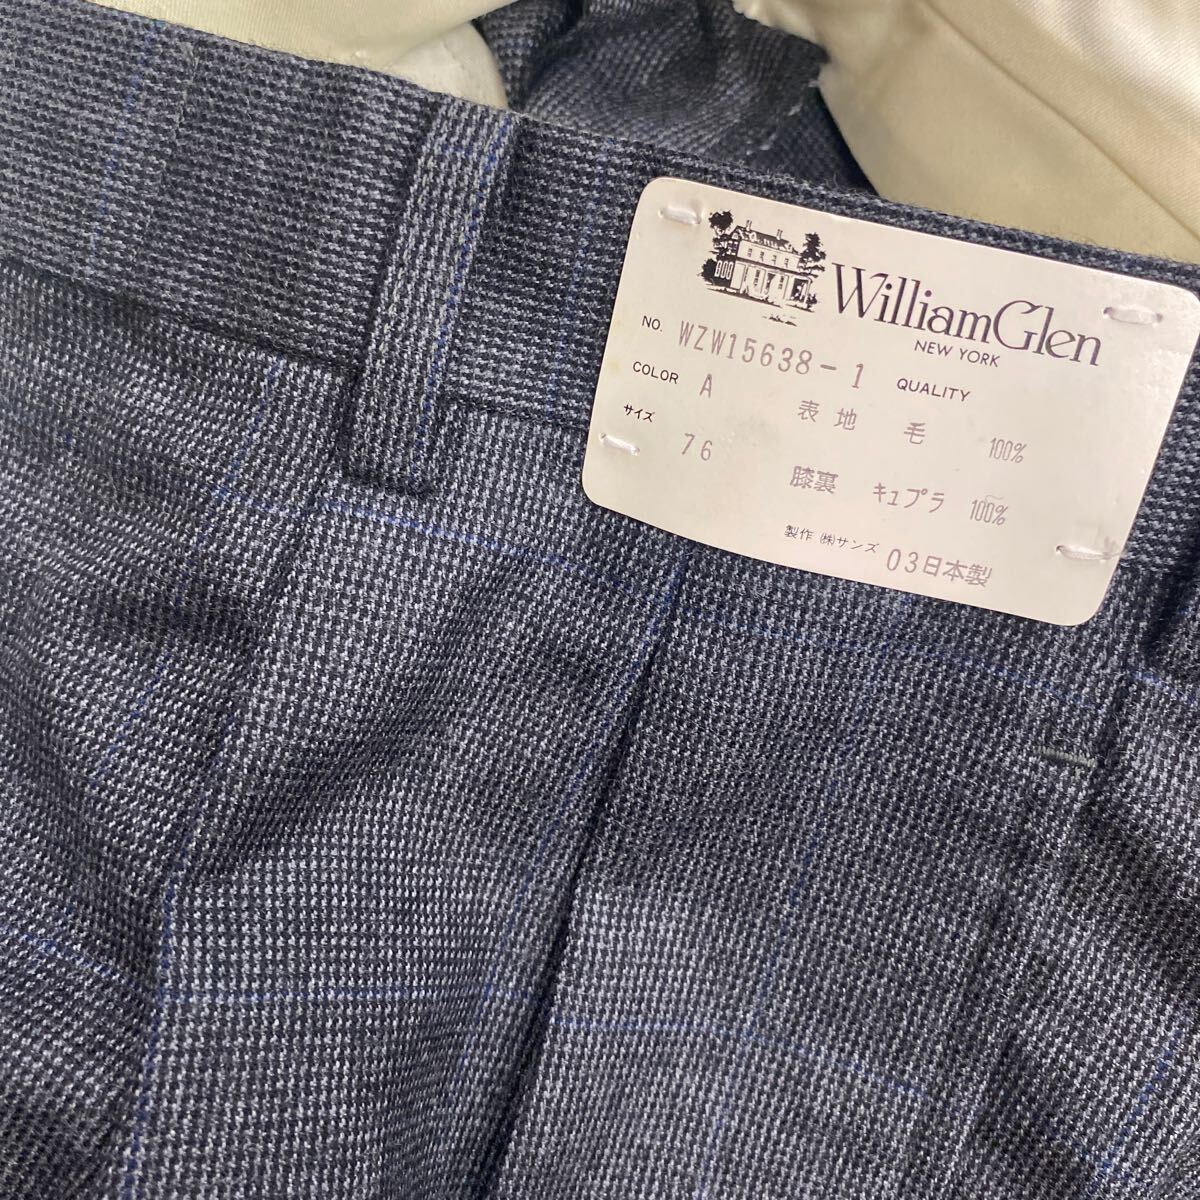 WilliamGlen
NEW YORK
NO. WZW15638-1
COLOR A QUALITY
サイズ 76
表地 毛 100%
膝裏 キュプラ 100%
製作 ㈱サンズ 03日本製